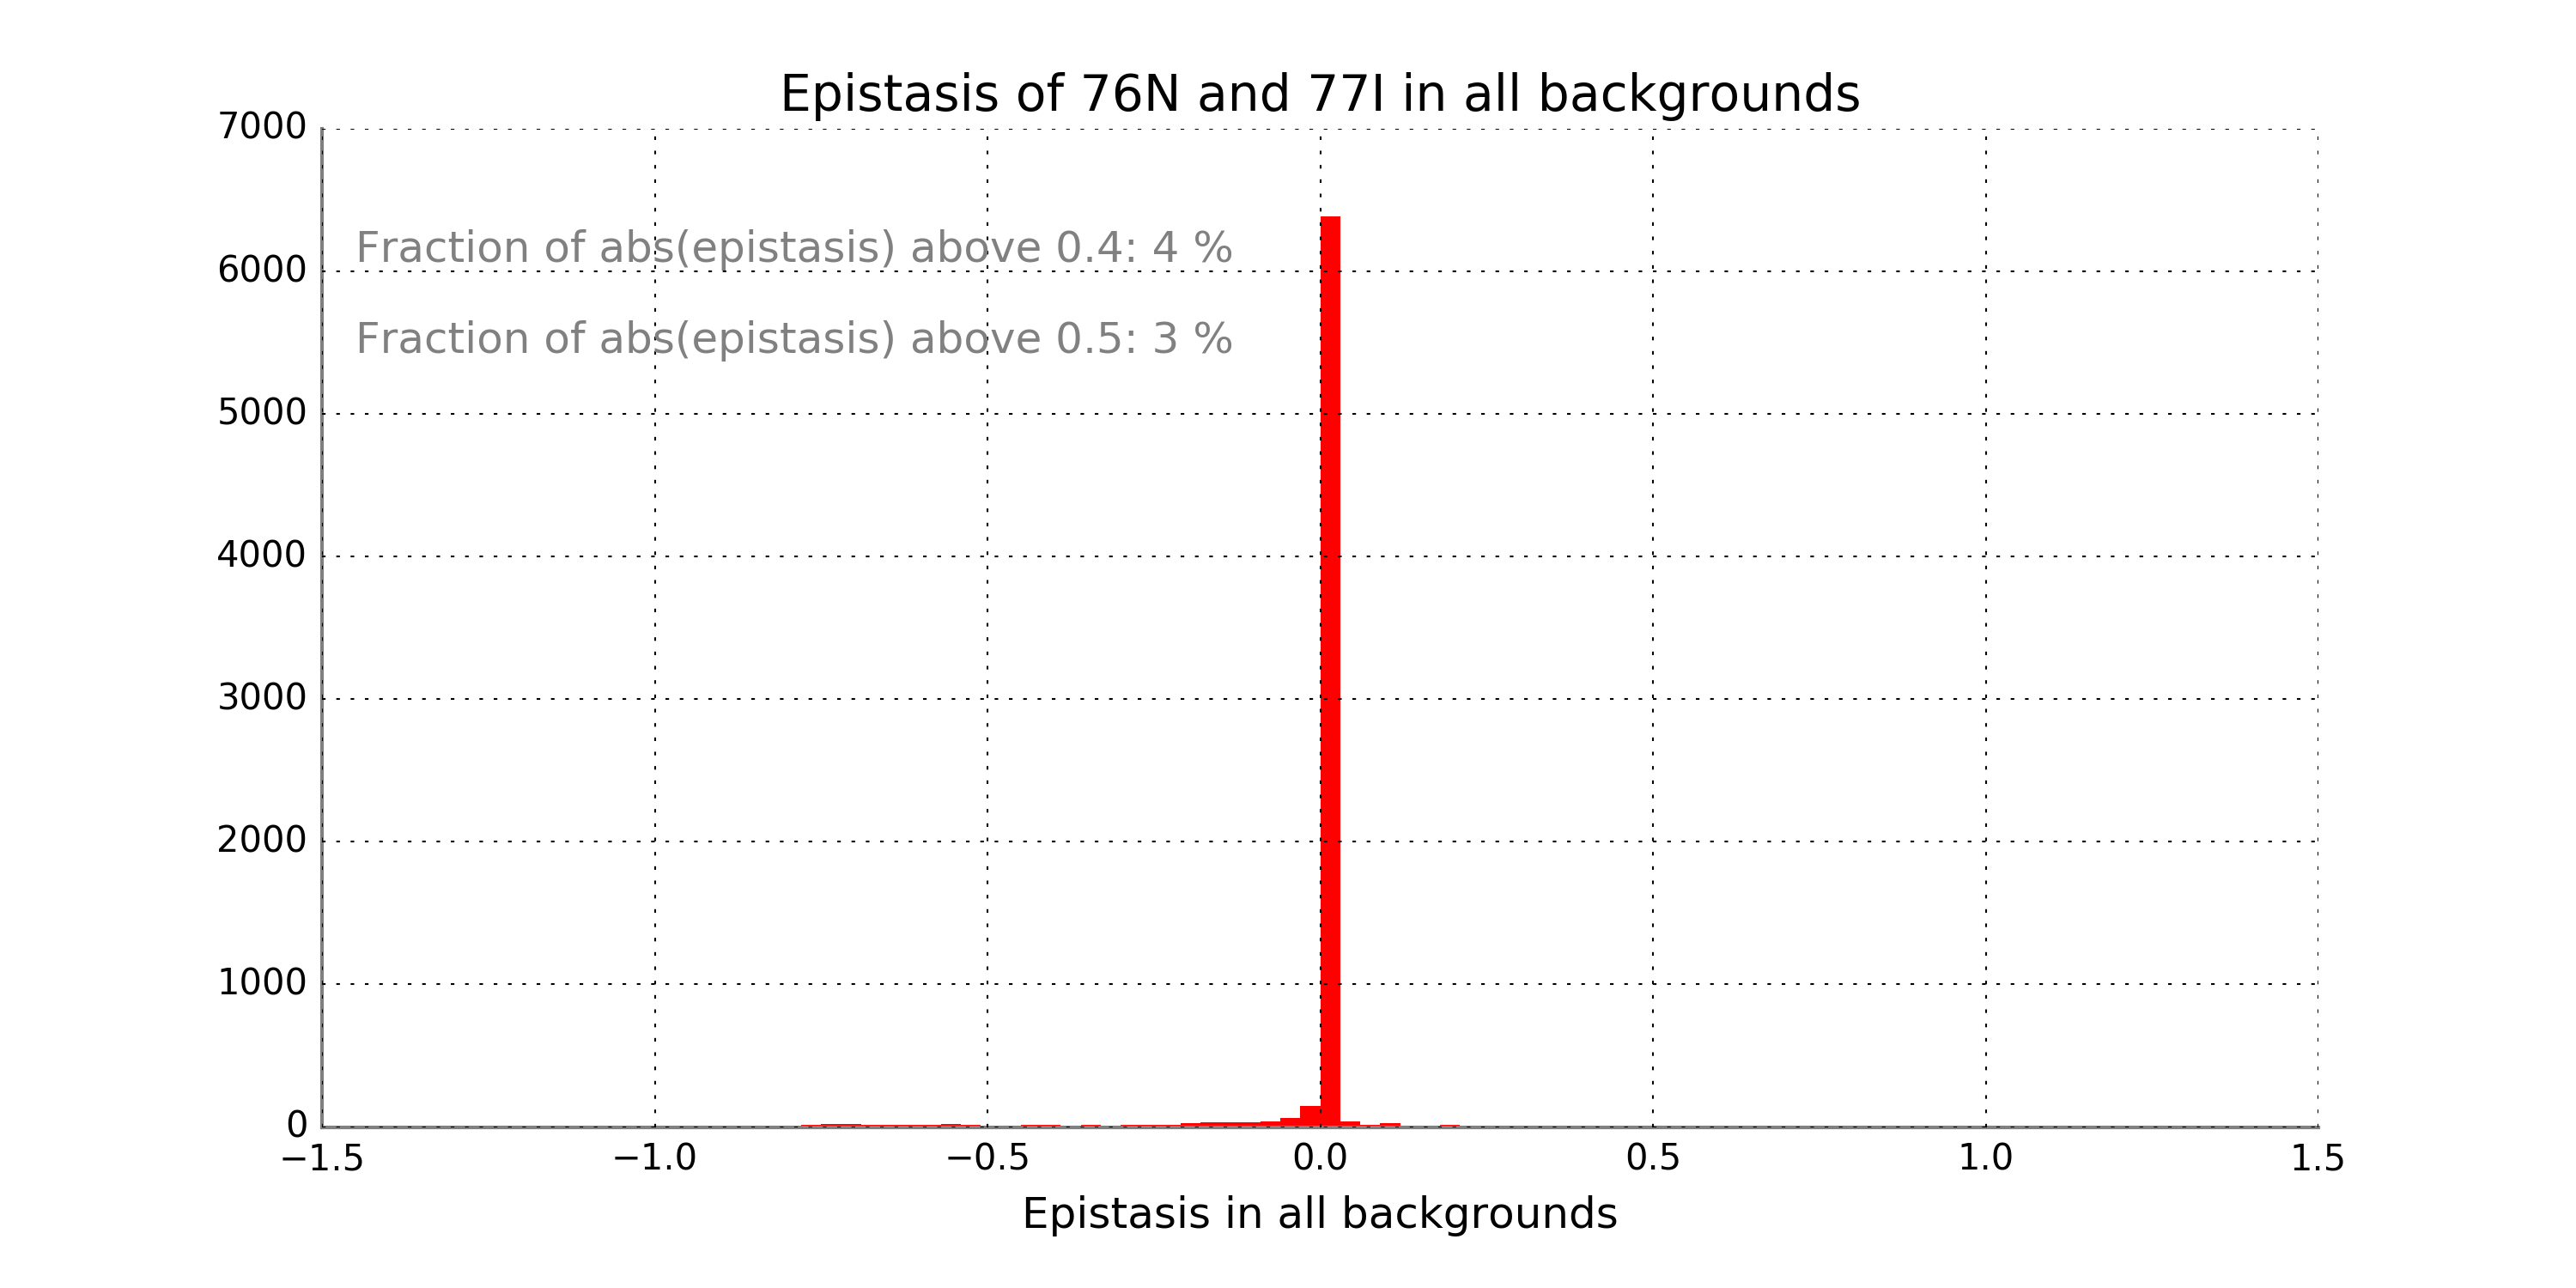 Epistasis of 76N and 77I in all backgrounds
7000
6000
5000
4000
3000
2000
1000
0
Fraction of abs(epistasis) above 0.4: 4 %
Fraction of abs(epistasis) above 0.5: 3 %
−1.5 −1.0 −0.5 0.0 0.5 1.0 1.5
Epistasis in all backgrounds